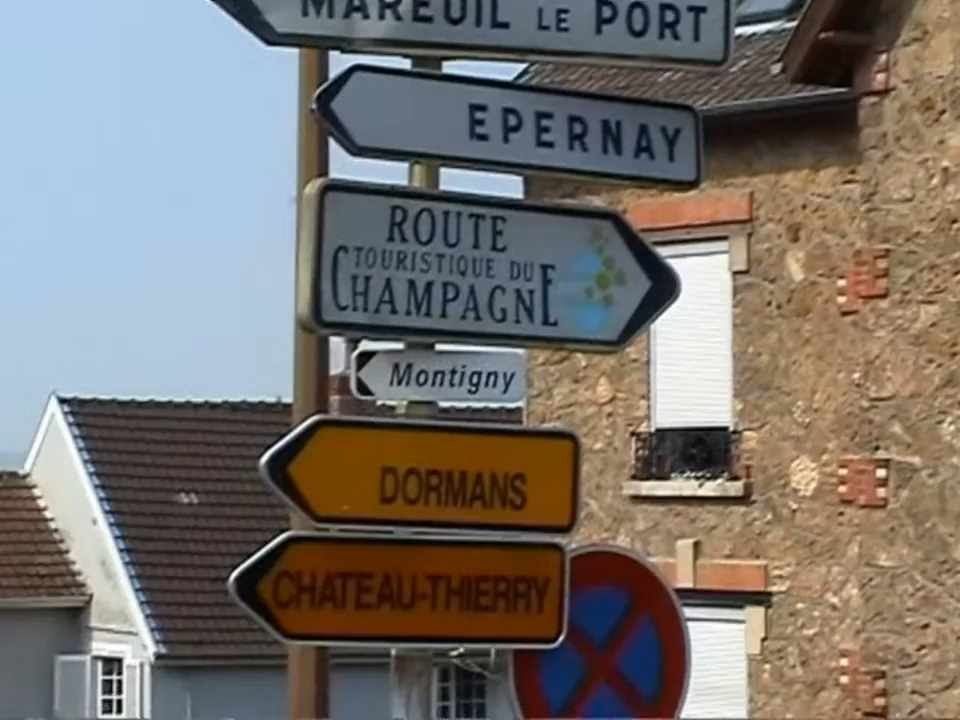 MAREUIL LE PORT
EPERNAY
ROUTE
TOURISTIQUE DU
CHAMPAGNE
Montigny
DORMANS
CHATEAU-THIERRY